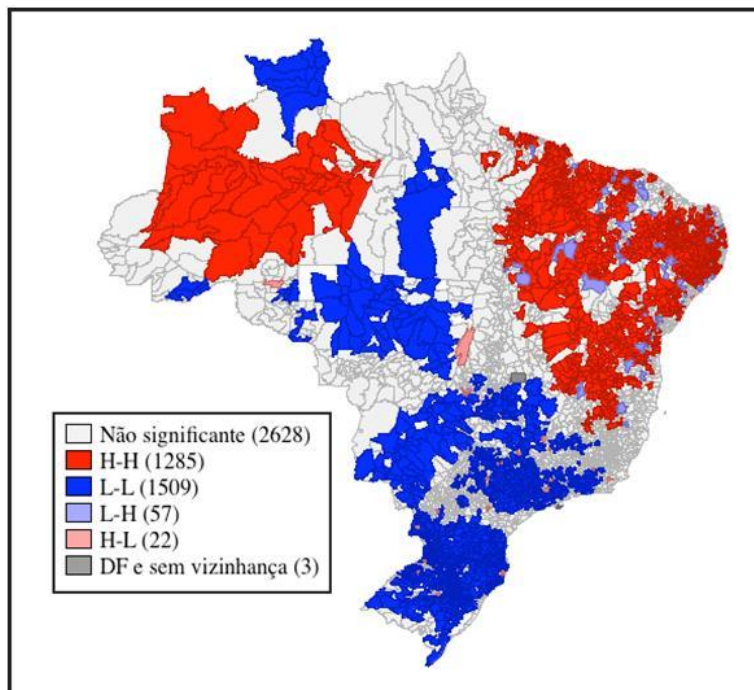 Não significante (2628)
H-H (1285)
L-L (1509)
L-H (57)
H-L (22)
DF e sem vizinhança (3)